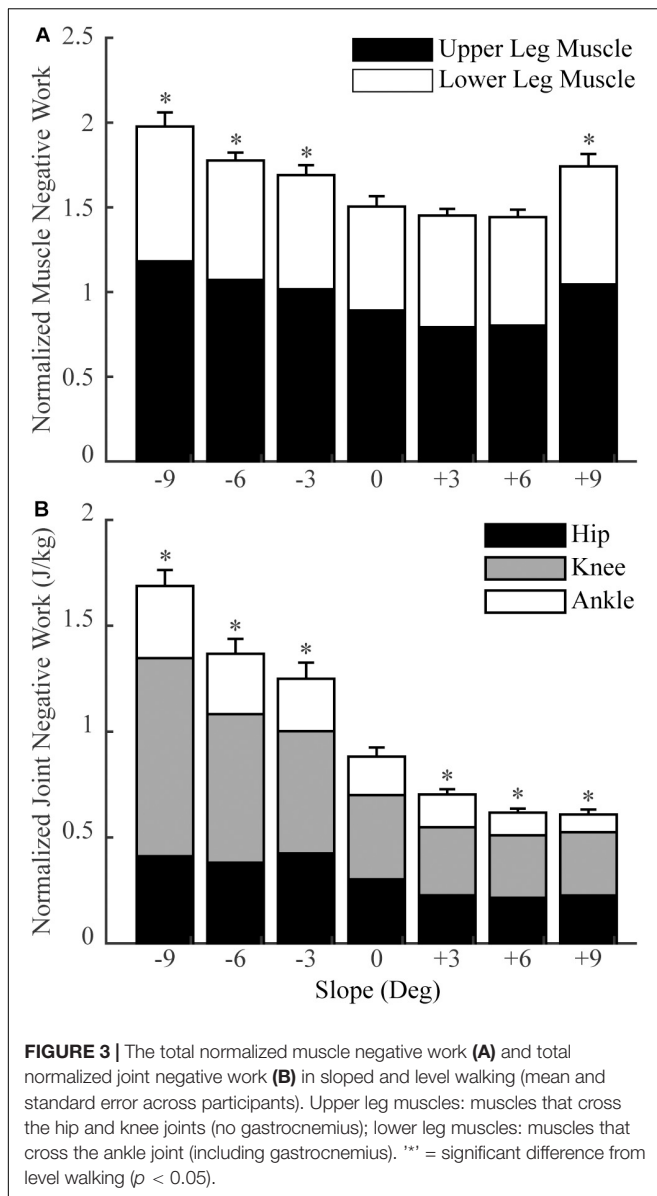 A
Normalized Muscle Negative Work
2.5
2
1.5
1
0.5
0
Upper Leg Muscle
Lower Leg Muscle
* * * *
-9 -6 -3 0 +3 +6 +9
B
Normalized Joint Negative Work (J/kg)
2
1.5
1
0.5
0
Hip
Knee
Ankle
* * * * * *
-9 -6 -3 0 +3 +6 +9
Slope (Deg)
FIGURE 3 | The total normalized muscle negative work (A) and total
normalized joint negative work (B) in sloped and level walking (mean and
standard error across participants). Upper leg muscles: muscles that cross
the hip and knee joints (no gastrocnemius); lower leg muscles: muscles that
cross the ankle joint (including gastrocnemius). '*' = significant difference from
level walking (p < 0.05).